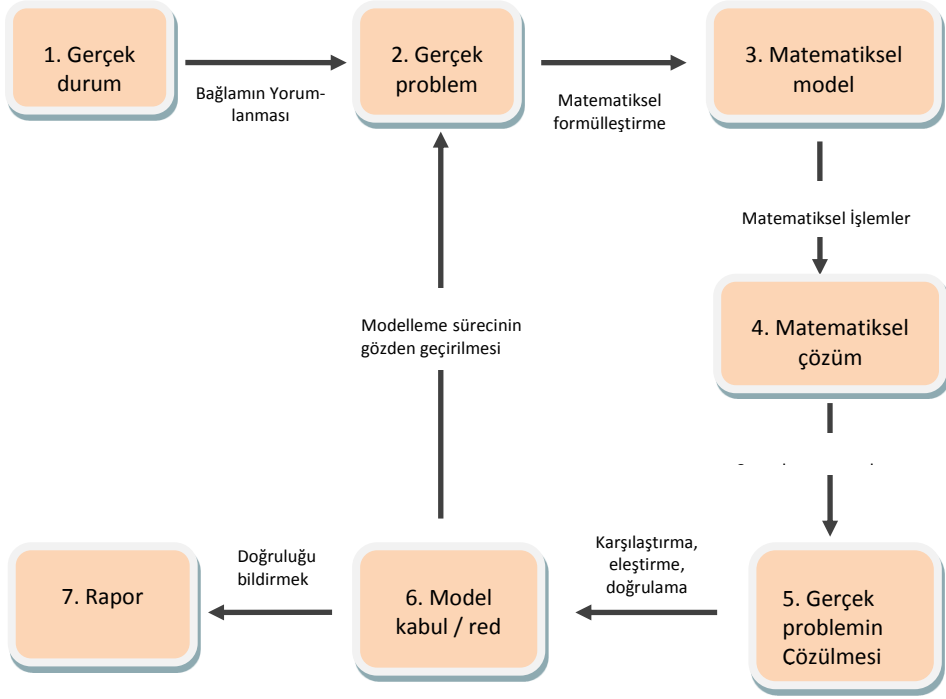 1. Gerçek
durum
Bağlamın Yorum-
lanması
2. Gerçek
problem
Matematiksel
formülleştirme
3. Matematiksel
model
Matematiksel İşlemler
4. Matematiksel
çözüm
5. Gerçek
problemin
Çözülmesi
Karşılaştırma,
eleştirme,
doğrulama
6. Model
kabul / red
Modelleme sürecinin
gözden geçirilmesi
Doğruluğu
bildirmek
7. Rapor